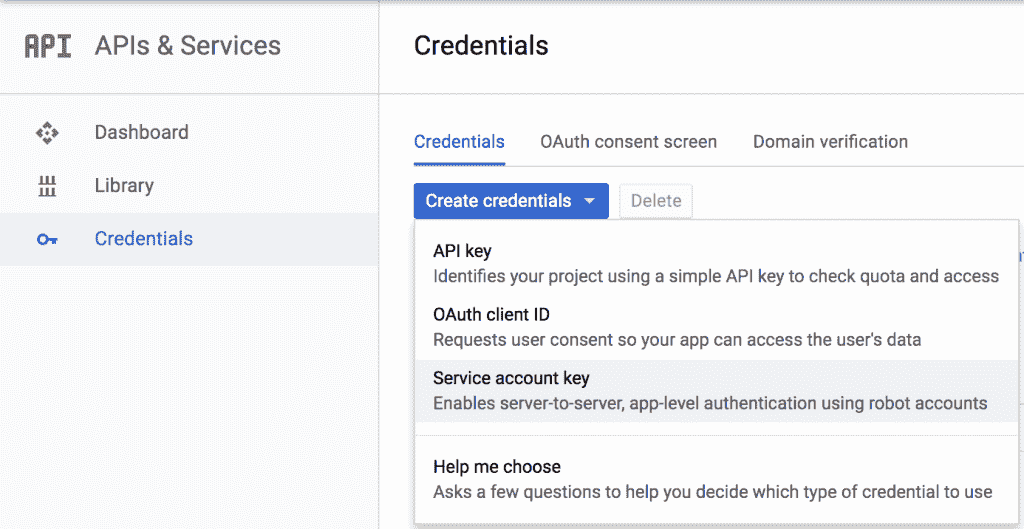 API APIs & Services
Credentials
Dashboard
Library
Credentials
Credentials OAuth consent screen Domain verification
Create credentials Delete
API key
Identifies your project using a simple API key to check quota and access
OAuth client ID
Requests user consent so your app can access the user's data
Service account key
Enables server-to-server, app-level authentication using robot accounts
Help me choose
Asks a few questions to help you decide which type of credential to use